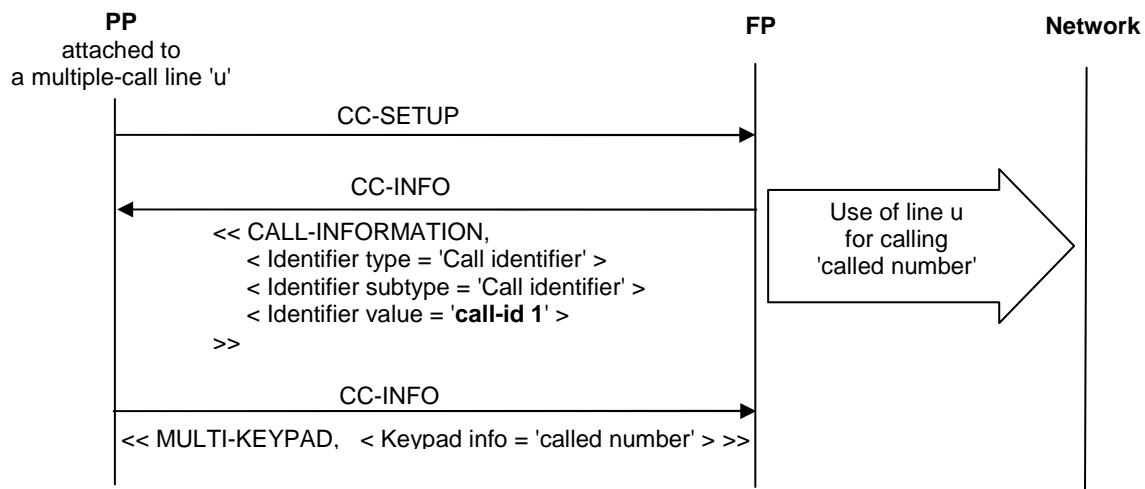 PP
attached to
a multiple-call line 'u'
FP
Network
CC-SETUP
CC-INFO
<< CALL-INFORMATION,
< Identifier type = 'Call identifier' >
< Identifier subtype = 'Call identifier' >
< Identifier value = 'call-id 1' >
>>
Use of line u
for calling
'called number'
CC-INFO
<< MULTI-KEYPAD, < Keypad info = 'called number' > >>